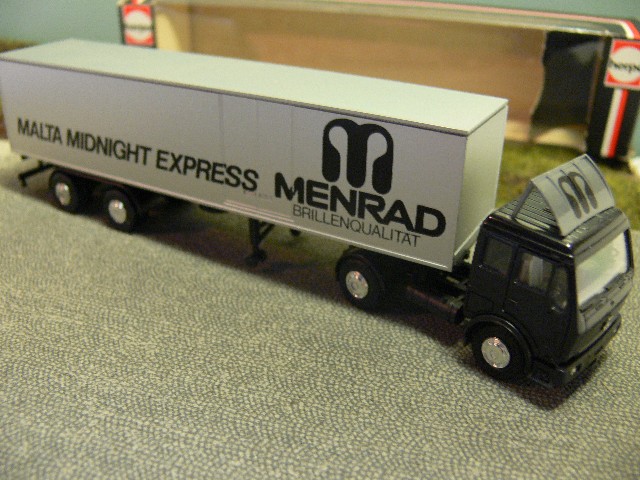 MALTA MIDNIGHT EXPRESS
MENRAD
BRILLENQUALITÄT